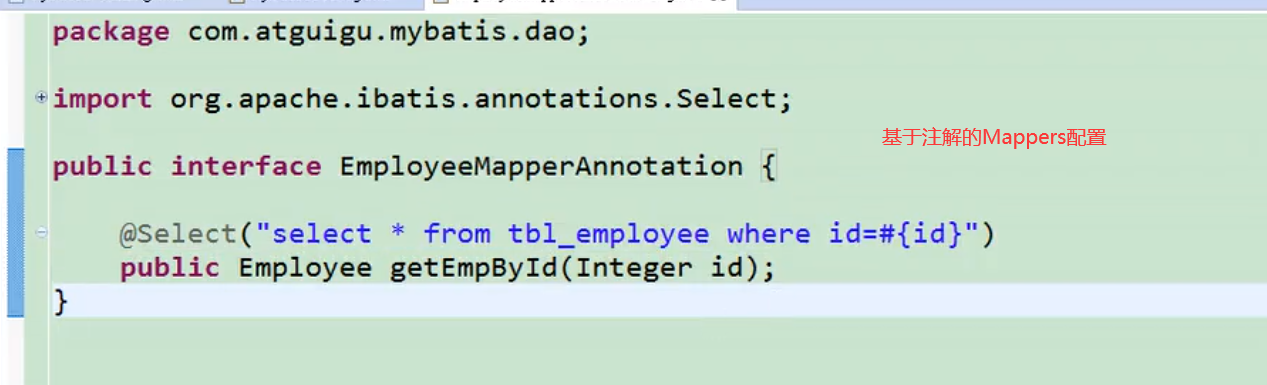 package com.atguigu.mybatis.dao;
import org.apache.ibatis.annotations.Select;
基于注解的Mappers配置
public interface EmployeeMapperAnnotation {
@Select("select * from tbl_employee where id=#{id}")
public Employee getEmpById(Integer id);
}